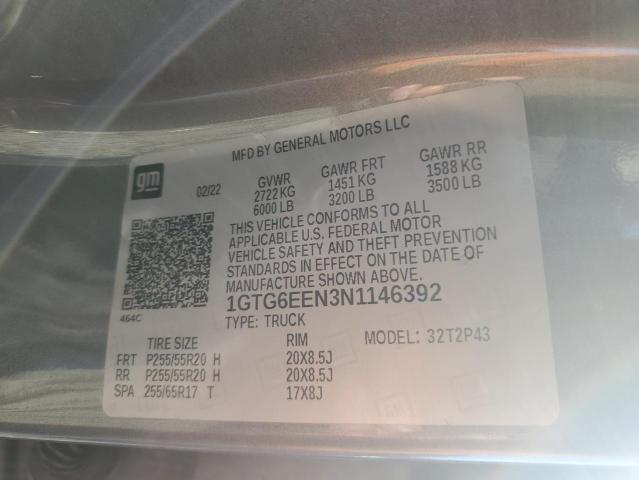 MFD BY GENERAL MOTORS LLC
gm
02/22
GVWR GAWR FRT GAWR RR
2722 KG 1451 KG 1588 KG
6000 LB 3200 LB 3500 LB
THIS VEHICLE CONFORMS TO ALL
APPLICABLE U.S. FEDERAL MOTOR
VEHICLE SAFETY AND THEFT PREVENTION
STANDARDS IN EFFECT ON THE DATE OF
MANUFACTURE SHOWN ABOVE.
464C
1GTG6EEN3N1146392
TYPE: TRUCK
MODEL: 32T2P43
TIRE SIZE RIM
FRT P255/55R20 H 20X8.5J
RR P255/55R20 H 20X8.5J
SPA 255/65R17 T 17X8J